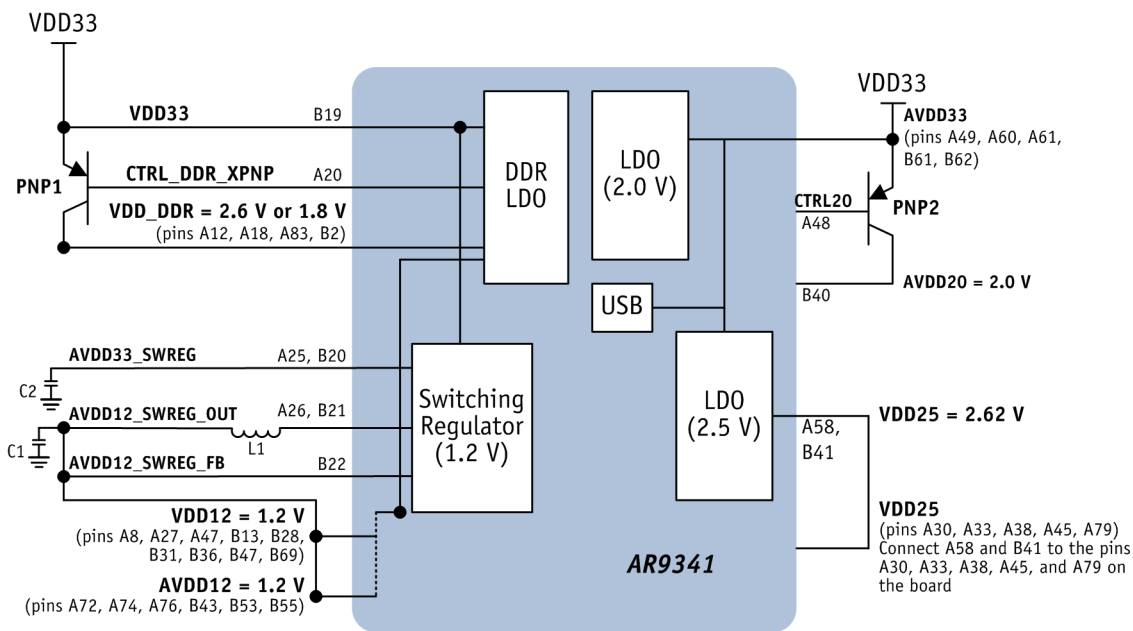 VDD33
VDD33
B19
PNP1
CTRL_DDR_XPNP
A20
VDD_DDR = 2.6 V or 1.8 V
(pins A12, A18, A83, B2)
AVDD33_SWREG
A25, B20
C2
AVDD12_SWREG_OUT
A26, B21
C1
L1
AVDD12_SWREG_FB
B22
VDD12 = 1.2 V
(pins A8, A27, A47, B13, B28,
B31, B36, B47, B69)
AVDD12 = 1.2 V
(pins A72, A74, A76, B43, B53, B55)
DDR
LDO
LDO
(2.0 V)
USB
Switching
Regulator
(1.2 V)
LDO
(2.5 V)
AR9341
VDD33
AVDD33
(pins A49, A60, A61,
B61, B62)
CTRL20
A48
PNP2
B40
AVDD20 = 2.0 V
A58,
B41
VDD25 = 2.62 V
VDD25
(pins A30, A33, A38, A45, A79)
Connect A58 and B41 to the pins
A30, A33, A38, A45, and A79 on
the board